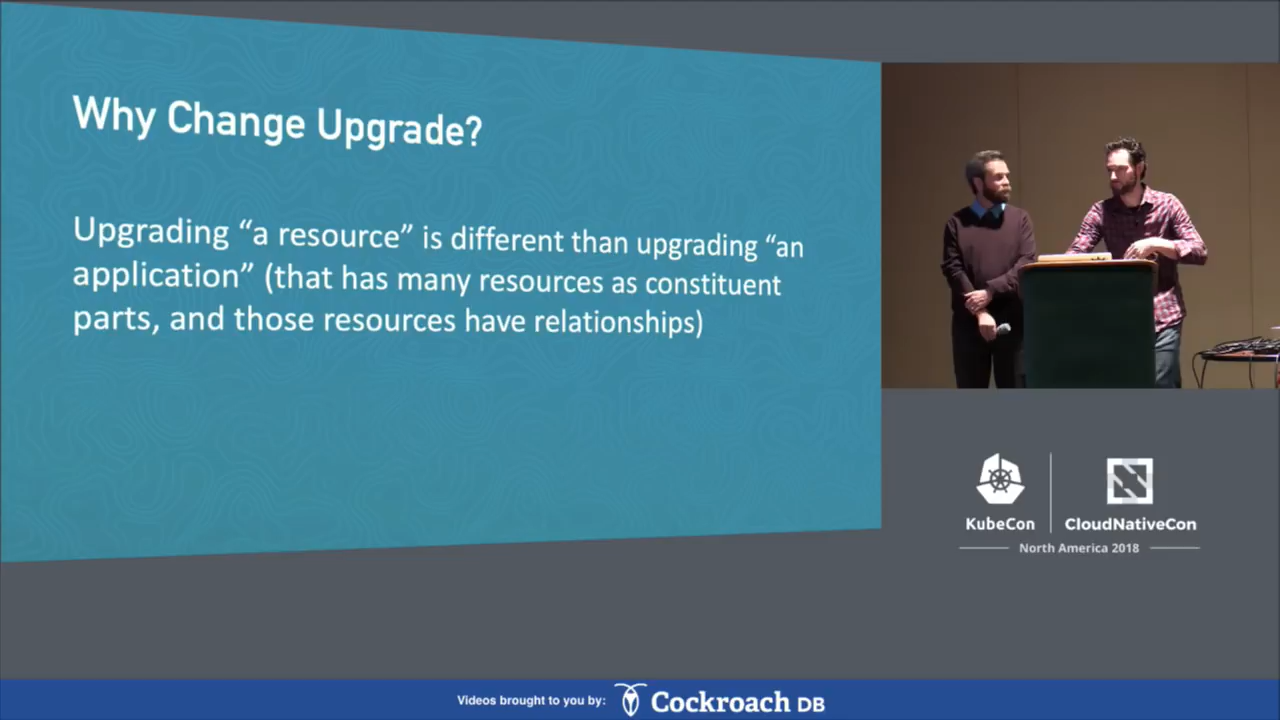 Why Change Upgrade?
Upgrading “a resource” is different than upgrading “an
application” (that has many resources as constituent
parts, and those resources have relationships)
KubeCon
CloudNativeCon
North America 2018
Videos brought to you by:
Cockroach DB